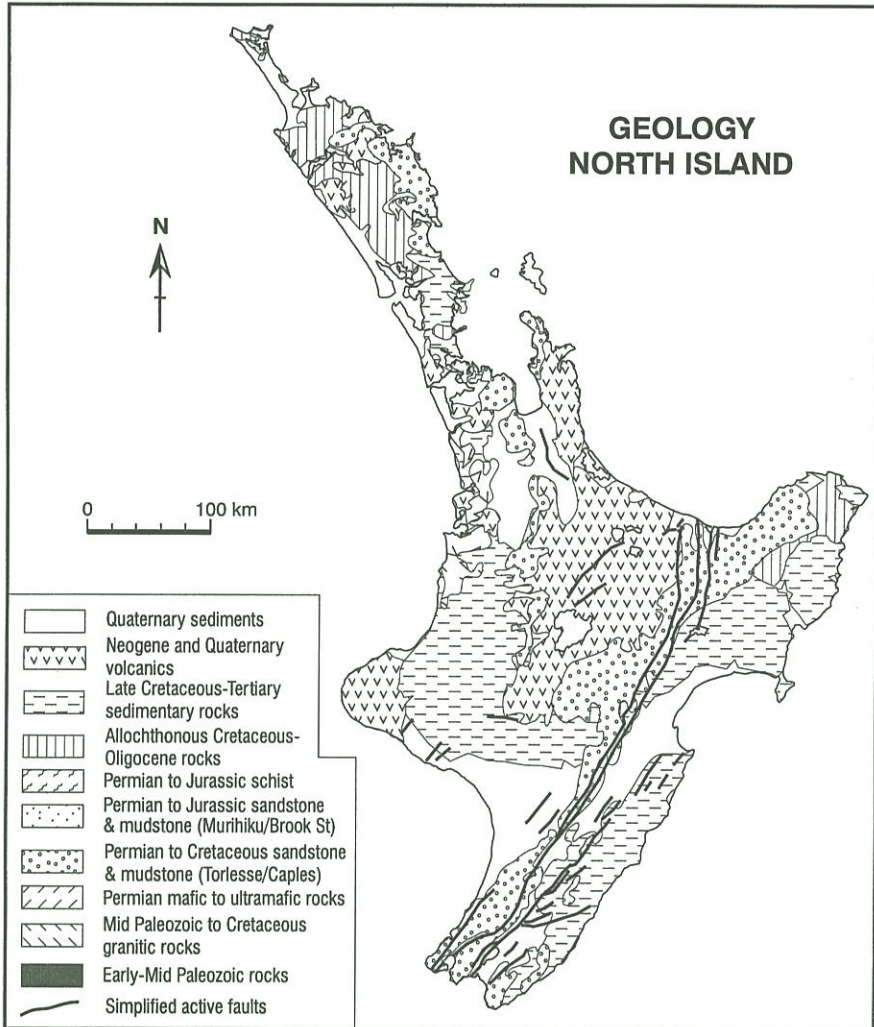 GEOLOGY
NORTH ISLAND
N
0
100 km
Quaternary sediments
Neogene and Quaternary
volcanics
Late Cretaceous-Tertiary
sedimentary rocks
Allochthonous Cretaceous-
Oligocene rocks
Permian to Jurassic schist
Permian to Jurassic sandstone
& mudstone (Murihiku/Brook St)
Permian to Cretaceous sandstone
& mudstone (Torlesse/Caples)
Permian mafic to ultramafic rocks
Mid Paleozoic to Cretaceous
granitic rocks
Early-Mid Paleozoic rocks
Simplified active faults